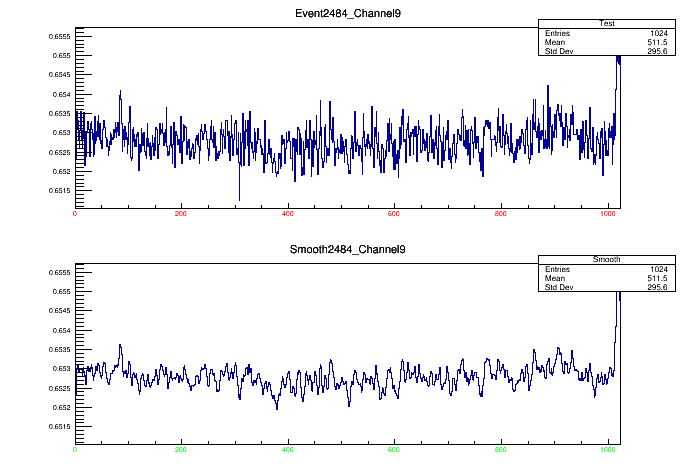 Event2484_Channel9
Test
Entries 1024
Mean 511.5
Std Dev 295.6
0.6555
0.655
0.6545
0.654
0.6535
0.653
0.6525
0.652
0.6515
0 200 400 600 800 1000
Smooth2484_Channel9
Smooth
Entries 1024
Mean 511.5
Std Dev 295.6
0.6555
0.655
0.6545
0.654
0.6535
0.653
0.6525
0.652
0.6515
0 200 400 600 800 1000